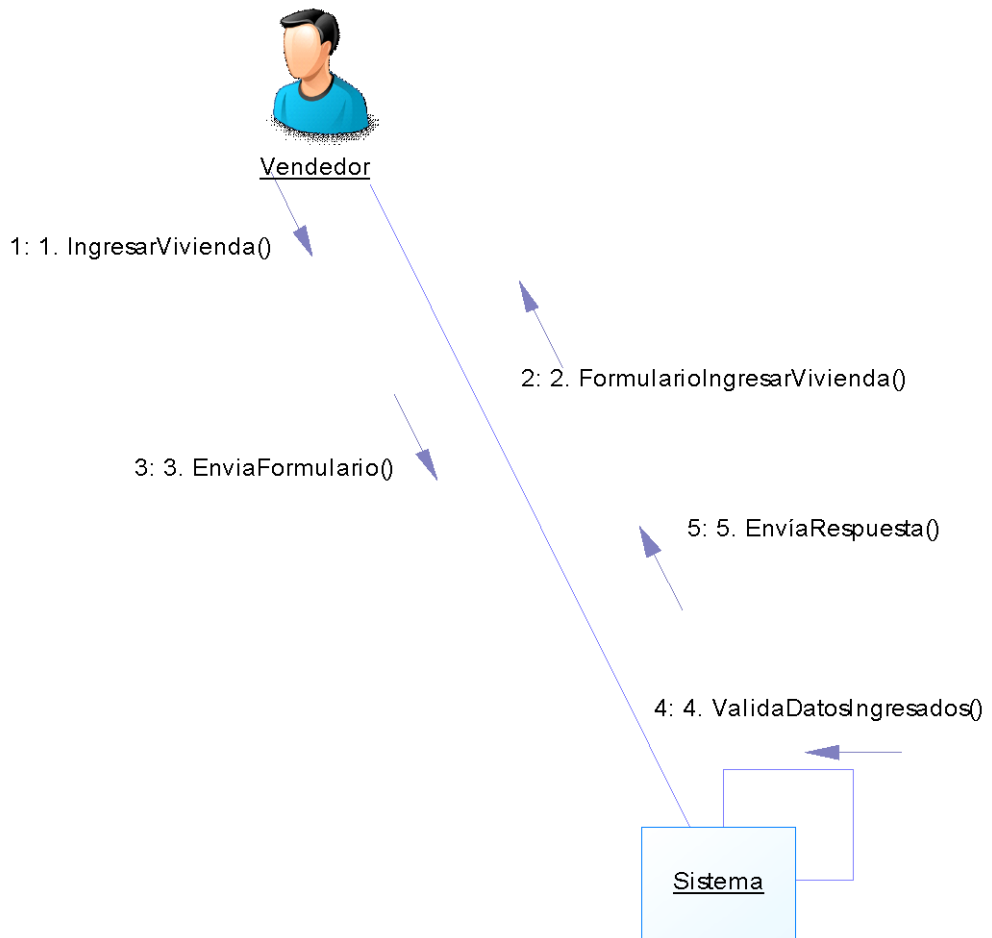 Vendedor
1: 1. IngresarVivienda()
2: 2. FormularioIngresarVivienda()
3: 3. EnviaFormulario()
5: 5. EnvíaRespuesta()
4: 4. ValidaDatosIngresados()
Sistema